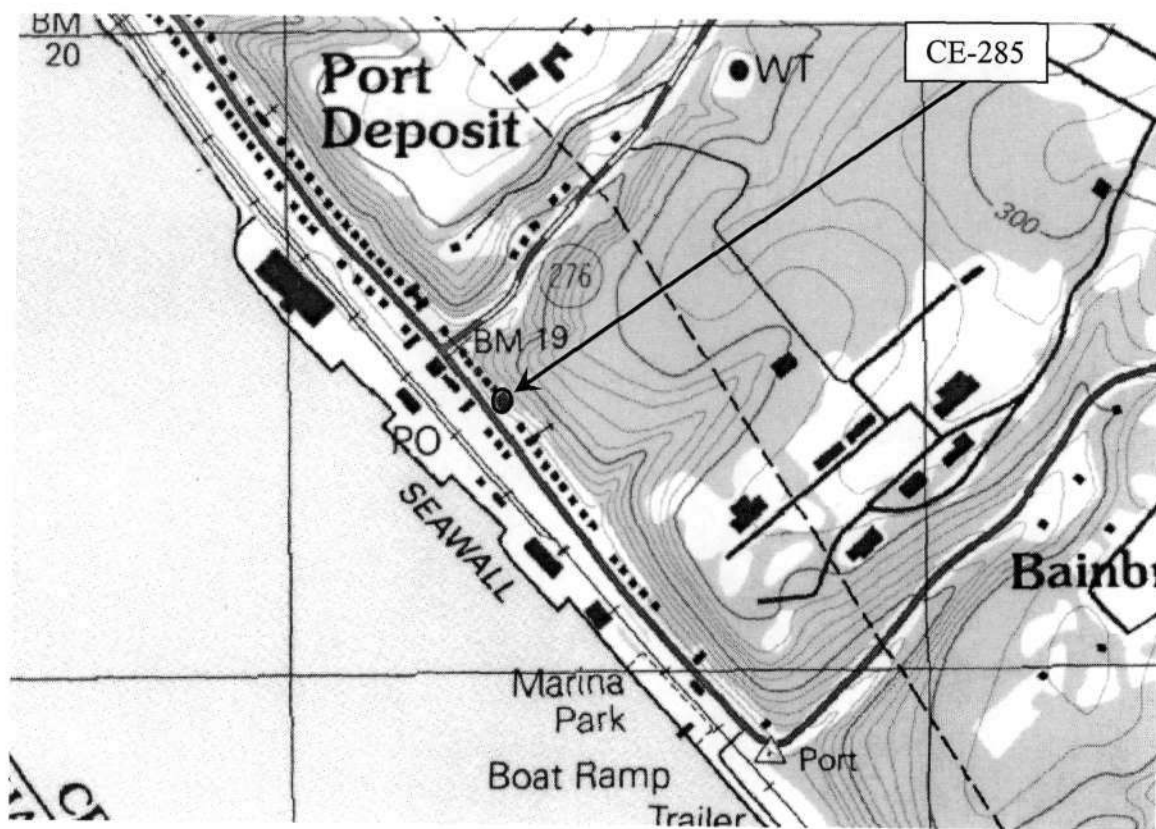 BM
20
Port
Deposit
WT
CE-285
300
276
BM 19
PO
SEAWALL
Bainb
Marina
Park
Port
Boat Ramp
Trailer